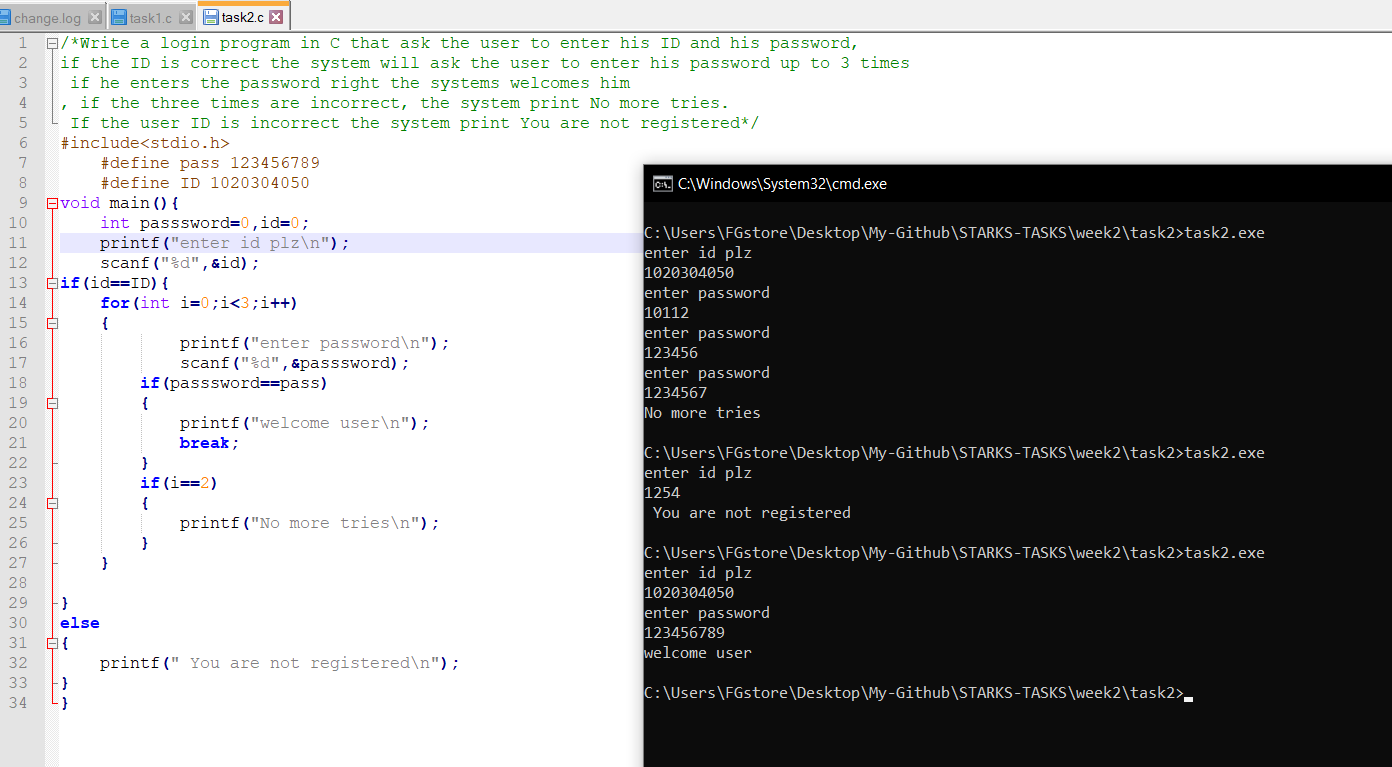 change.log task1.c task2.c
1 /*Write a login program in C that ask the user to enter his ID and his password,
2 if the ID is correct the system will ask the user to enter his password up to 3 times
3 if he enters the password right the systems welcomes him
4 , if the three times are incorrect, the system print No more tries.
5 If the user ID is incorrect the system print You are not registered*/
6 #include<stdio.h>
7 #define pass 123456789
8 #define ID 1020304050
9 void main(){
10 int passsword=0,id=0;
11 printf("enter id plz\n");
12 scanf("%d",&id);
13 if(id==ID){
14 for(int i=0;i<3;i++)
15 {
16 printf("enter password\n");
17 scanf("%d",&passsword);
18 if(passsword==pass)
19 {
20 printf("welcome user\n");
21 break;
22 }
23 if(i==2)
24 {
25 printf("No more tries\n");
26 }
27 }
28
29 }
30 else
31 {
32 printf(" You are not registered\n");
33 }
34 }
C:\Windows\System32\cmd.exe
C:\Users\FGstore\Desktop\My-Github\STARKS-TASKS\week2\task2>task2.exe
enter id plz
1020304050
enter password
10112
enter password
123456
enter password
1234567
No more tries
C:\Users\FGstore\Desktop\My-Github\STARKS-TASKS\week2\task2>task2.exe
enter id plz
1254
You are not registered
C:\Users\FGstore\Desktop\My-Github\STARKS-TASKS\week2\task2>task2.exe
enter id plz
1020304050
enter password
123456789
welcome user
C:\Users\FGstore\Desktop\My-Github\STARKS-TASKS\week2\task2>